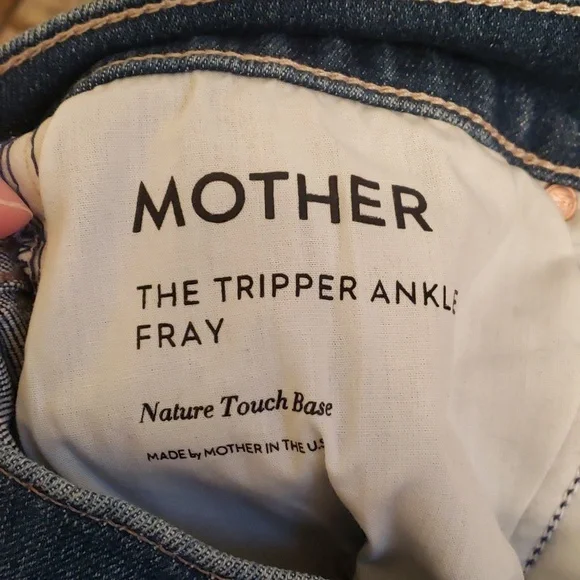 MOTHER
THE TRIPPER ANKLE
FRAY
Nature Touch Base
MADE by MOTHER IN THE U.S